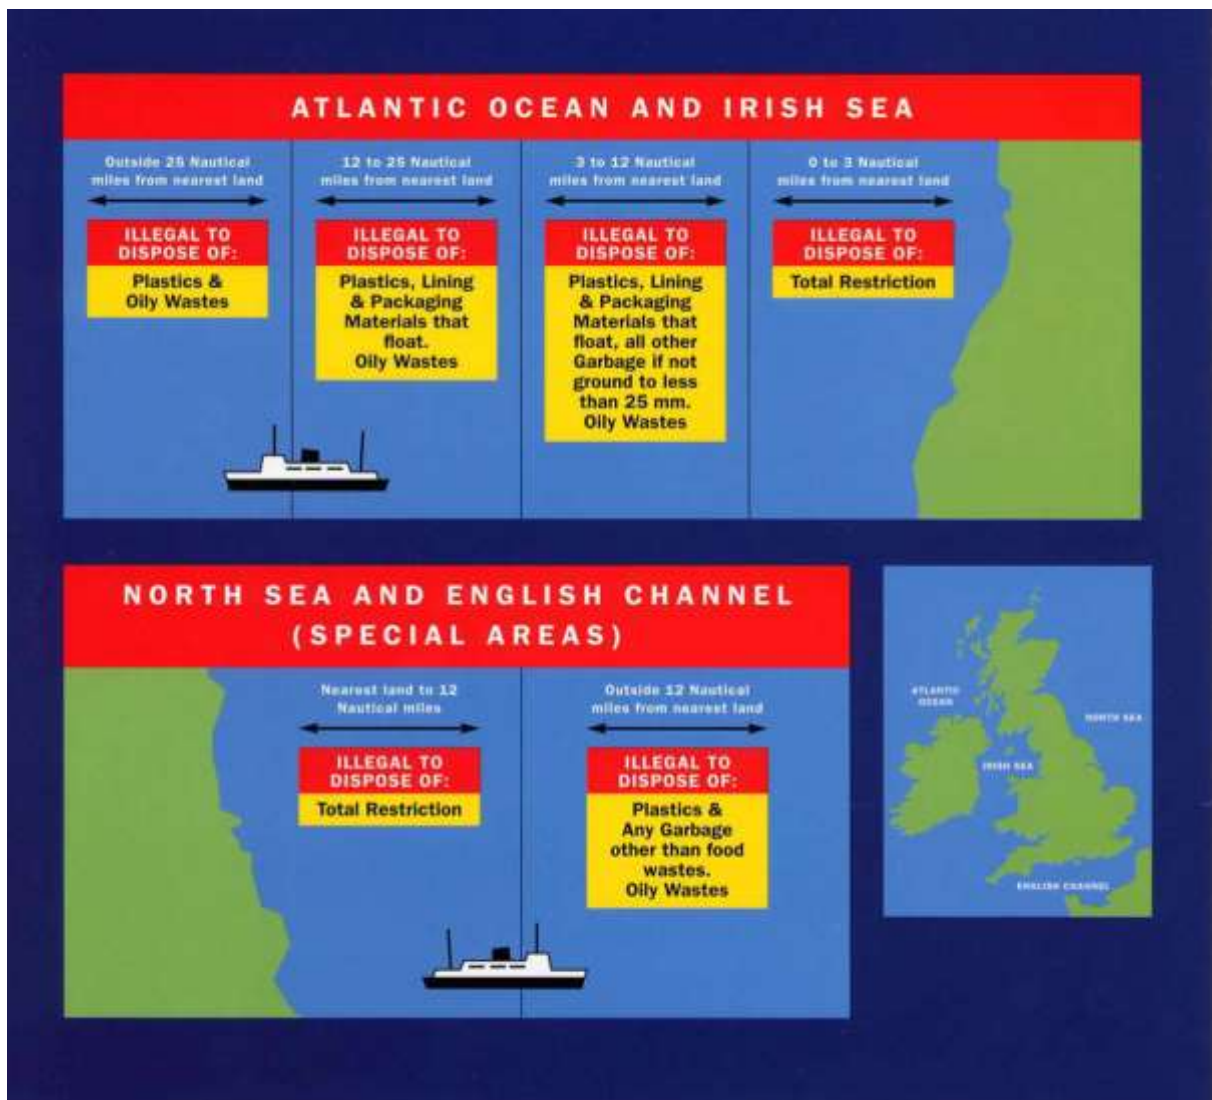 ATLANTIC OCEAN AND IRISH SEA
Outside 25 Nautical
miles from nearest land
ILLEGAL TO
DISPOSE OF:
Plastics &
Oily Wastes
12 to 25 Nautical
miles from nearest land
ILLEGAL TO
DISPOSE OF:
Plastics, Lining
& Packaging
Materials that
float.
Oily Wastes
3 to 12 Nautical
miles from nearest land
ILLEGAL TO
DISPOSE OF:
Plastics, Lining
& Packaging
Materials that
float, all other
Garbage if not
ground to less
than 25 mm.
Oily Wastes
0 to 3 Nautical
miles from nearest land
ILLEGAL TO
DISPOSE OF:
Total Restriction
NORTH SEA AND ENGLISH CHANNEL
(SPECIAL AREAS)
Nearest land to 12
Nautical miles
ILLEGAL TO
DISPOSE OF:
Total Restriction
Outside 12 Nautical
miles from nearest land
ILLEGAL TO
DISPOSE OF:
Plastics &
Any Garbage
other than food
wastes.
Oily Wastes
ATLANTIC
OCEAN
NORTH SEA
IRISH SEA
ENGLISH CHANNEL